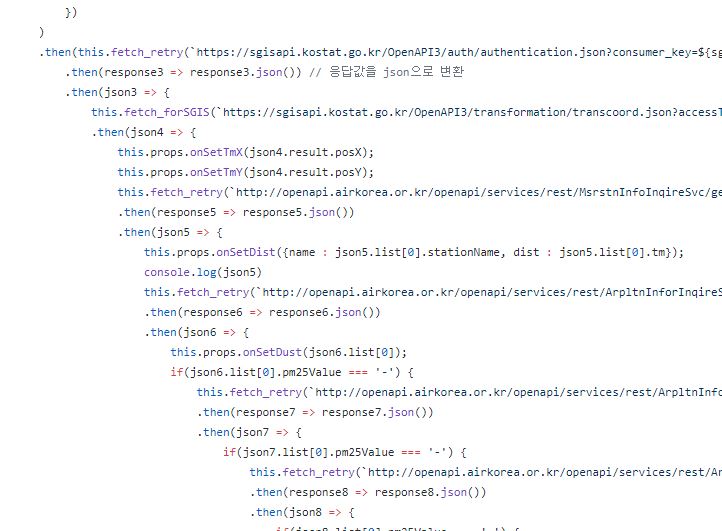 })
)
.then(this.fetch_retry(`https://sgisapi.kostat.go.kr/OpenAPI3/auth/authentication.json?consumer_key=${sg
.then(response3 => response3.json()) // 응답값을 json으로 변환
.then(json3 => {
this.fetch_forSGIS(`https://sgisapi.kostat.go.kr/OpenAPI3/transformation/transcoord.json?accessT
.then(json4 => {
this.props.onSetTmX(json4.result.posX);
this.props.onSetTmY(json4.result.posY);
this.fetch_retry(`http://openapi.airkorea.or.kr/openapi/services/rest/MsrstnInfoInqireSvc/ge
.then(response5 => response5.json())
.then(json5 => {
this.props.onSetDist({name : json5.list[0].stationName, dist : json5.list[0].tm});
console.log(json5)
this.fetch_retry(`http://openapi.airkorea.or.kr/openapi/services/rest/ArpltnInforInqireS
.then(response6 => response6.json())
.then(json6 => {
this.props.onSetDust(json6.list[0]);
if(json6.list[0].pm25Value === '-') {
this.fetch_retry(`http://openapi.airkorea.or.kr/openapi/services/rest/ArpltnInfo
.then(response7 => response7.json())
.then(json7 => {
if(json7.list[0].pm25Value === '-') {
this.fetch_retry(`http://openapi.airkorea.or.kr/openapi/services/rest/Ar
.then(response8 => response8.json())
.then(json8 => {